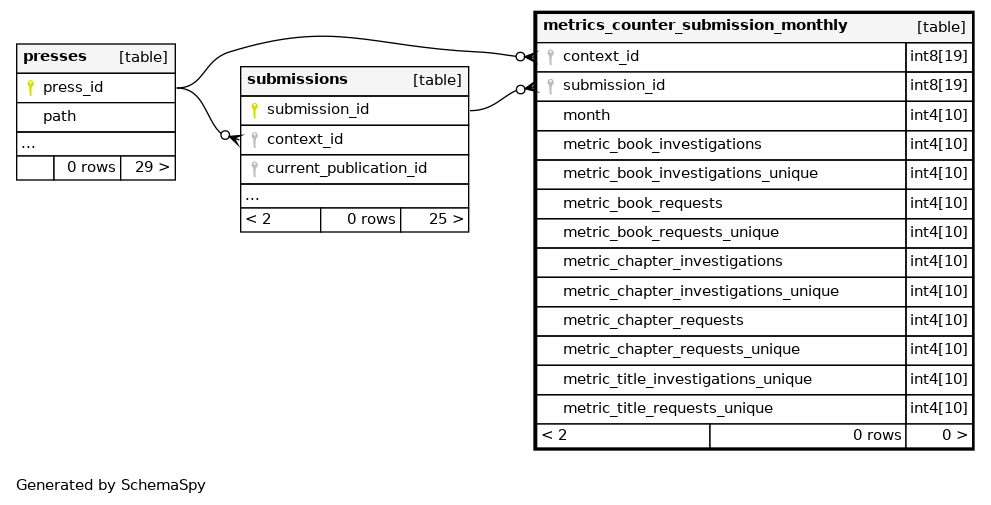 presses [table]
press_id
path
...
0 rows 29 >
submissions [table]
submission_id
context_id
current_publication_id
...
< 2 0 rows 25 >
metrics_counter_submission_monthly [table]
context_id int8[19]
submission_id int8[19]
month int4[10]
metric_book_investigations int4[10]
metric_book_investigations_unique int4[10]
metric_book_requests int4[10]
metric_book_requests_unique int4[10]
metric_chapter_investigations int4[10]
metric_chapter_investigations_unique int4[10]
metric_chapter_requests int4[10]
metric_chapter_requests_unique int4[10]
metric_title_investigations_unique int4[10]
metric_title_requests_unique int4[10]
< 2 0 rows 0 >
Generated by SchemaSpy